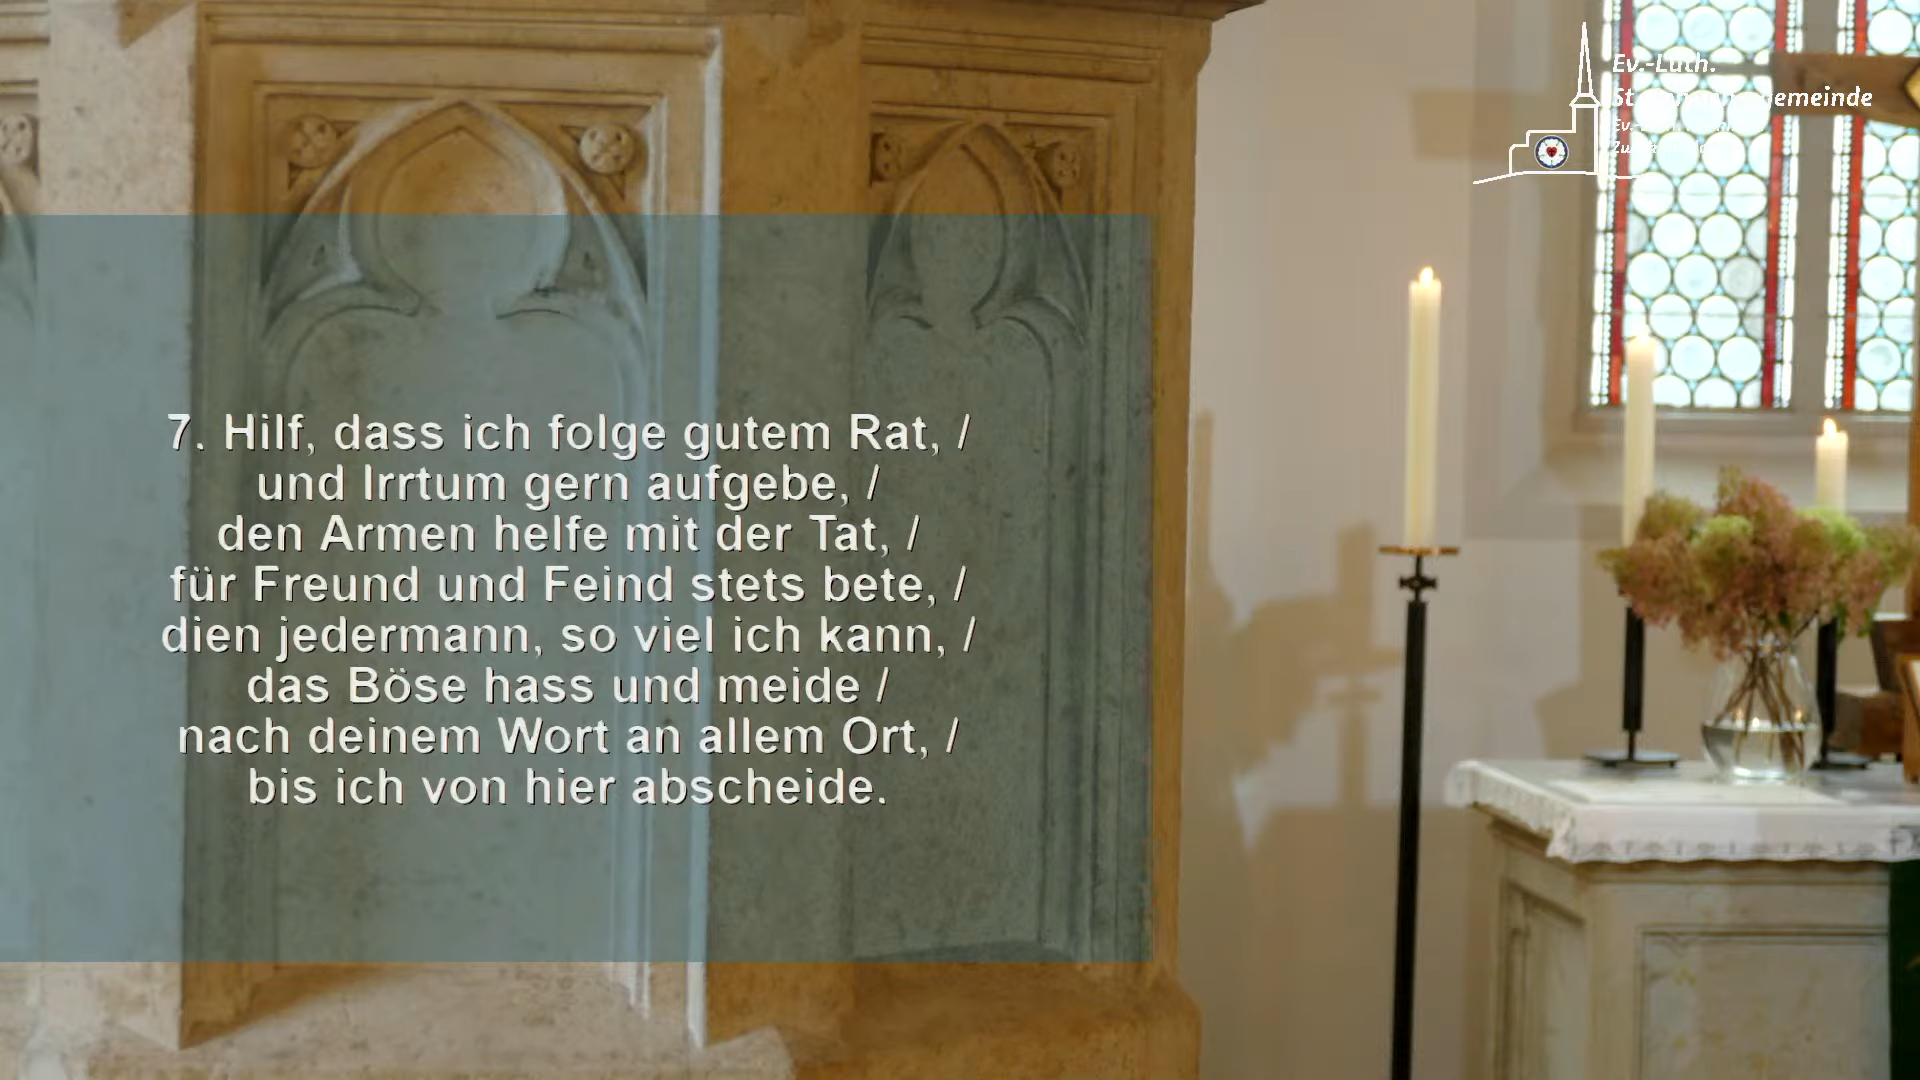 Ev.-Luth.
7. Hilf, dass ich folge gutem Rat, /
und Irrtum gern aufgebe, /
den Armen helfe mit der Tat, /
für Freund und Feind stets bete, /
dien jedermann, so viel ich kann, /
das Böse hass und meide /
nach deinem Wort an allem Ort, /
bis ich von hier abscheide.